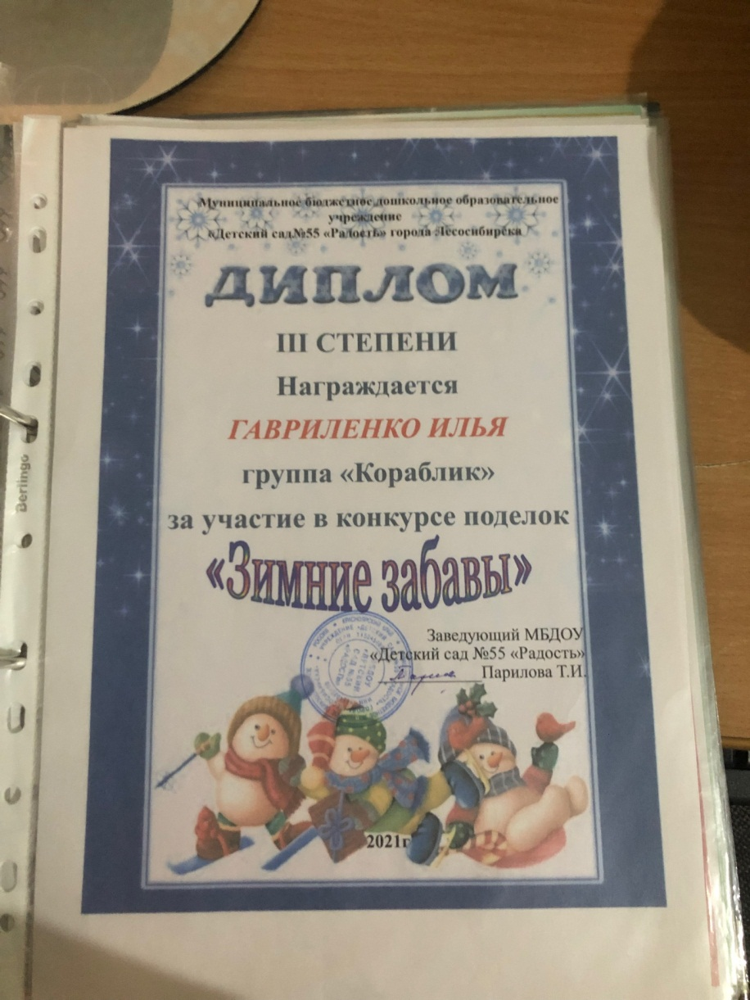 Муниципальное бюджетное дошкольное образовательное
учреждение
«Детский сад№55 «Радость» города Лесосибирска
ДИПЛОМ
III СТЕПЕНИ
Награждается
ГАВРИЛЕНКО ИЛЬЯ
группа «Кораблик»
за участие в конкурсе поделок
«Зимние забавы»
Заведующий МБДОУ
«Детский сад №55 «Радость»
Парилова Т.И.
2021г
Berlingo